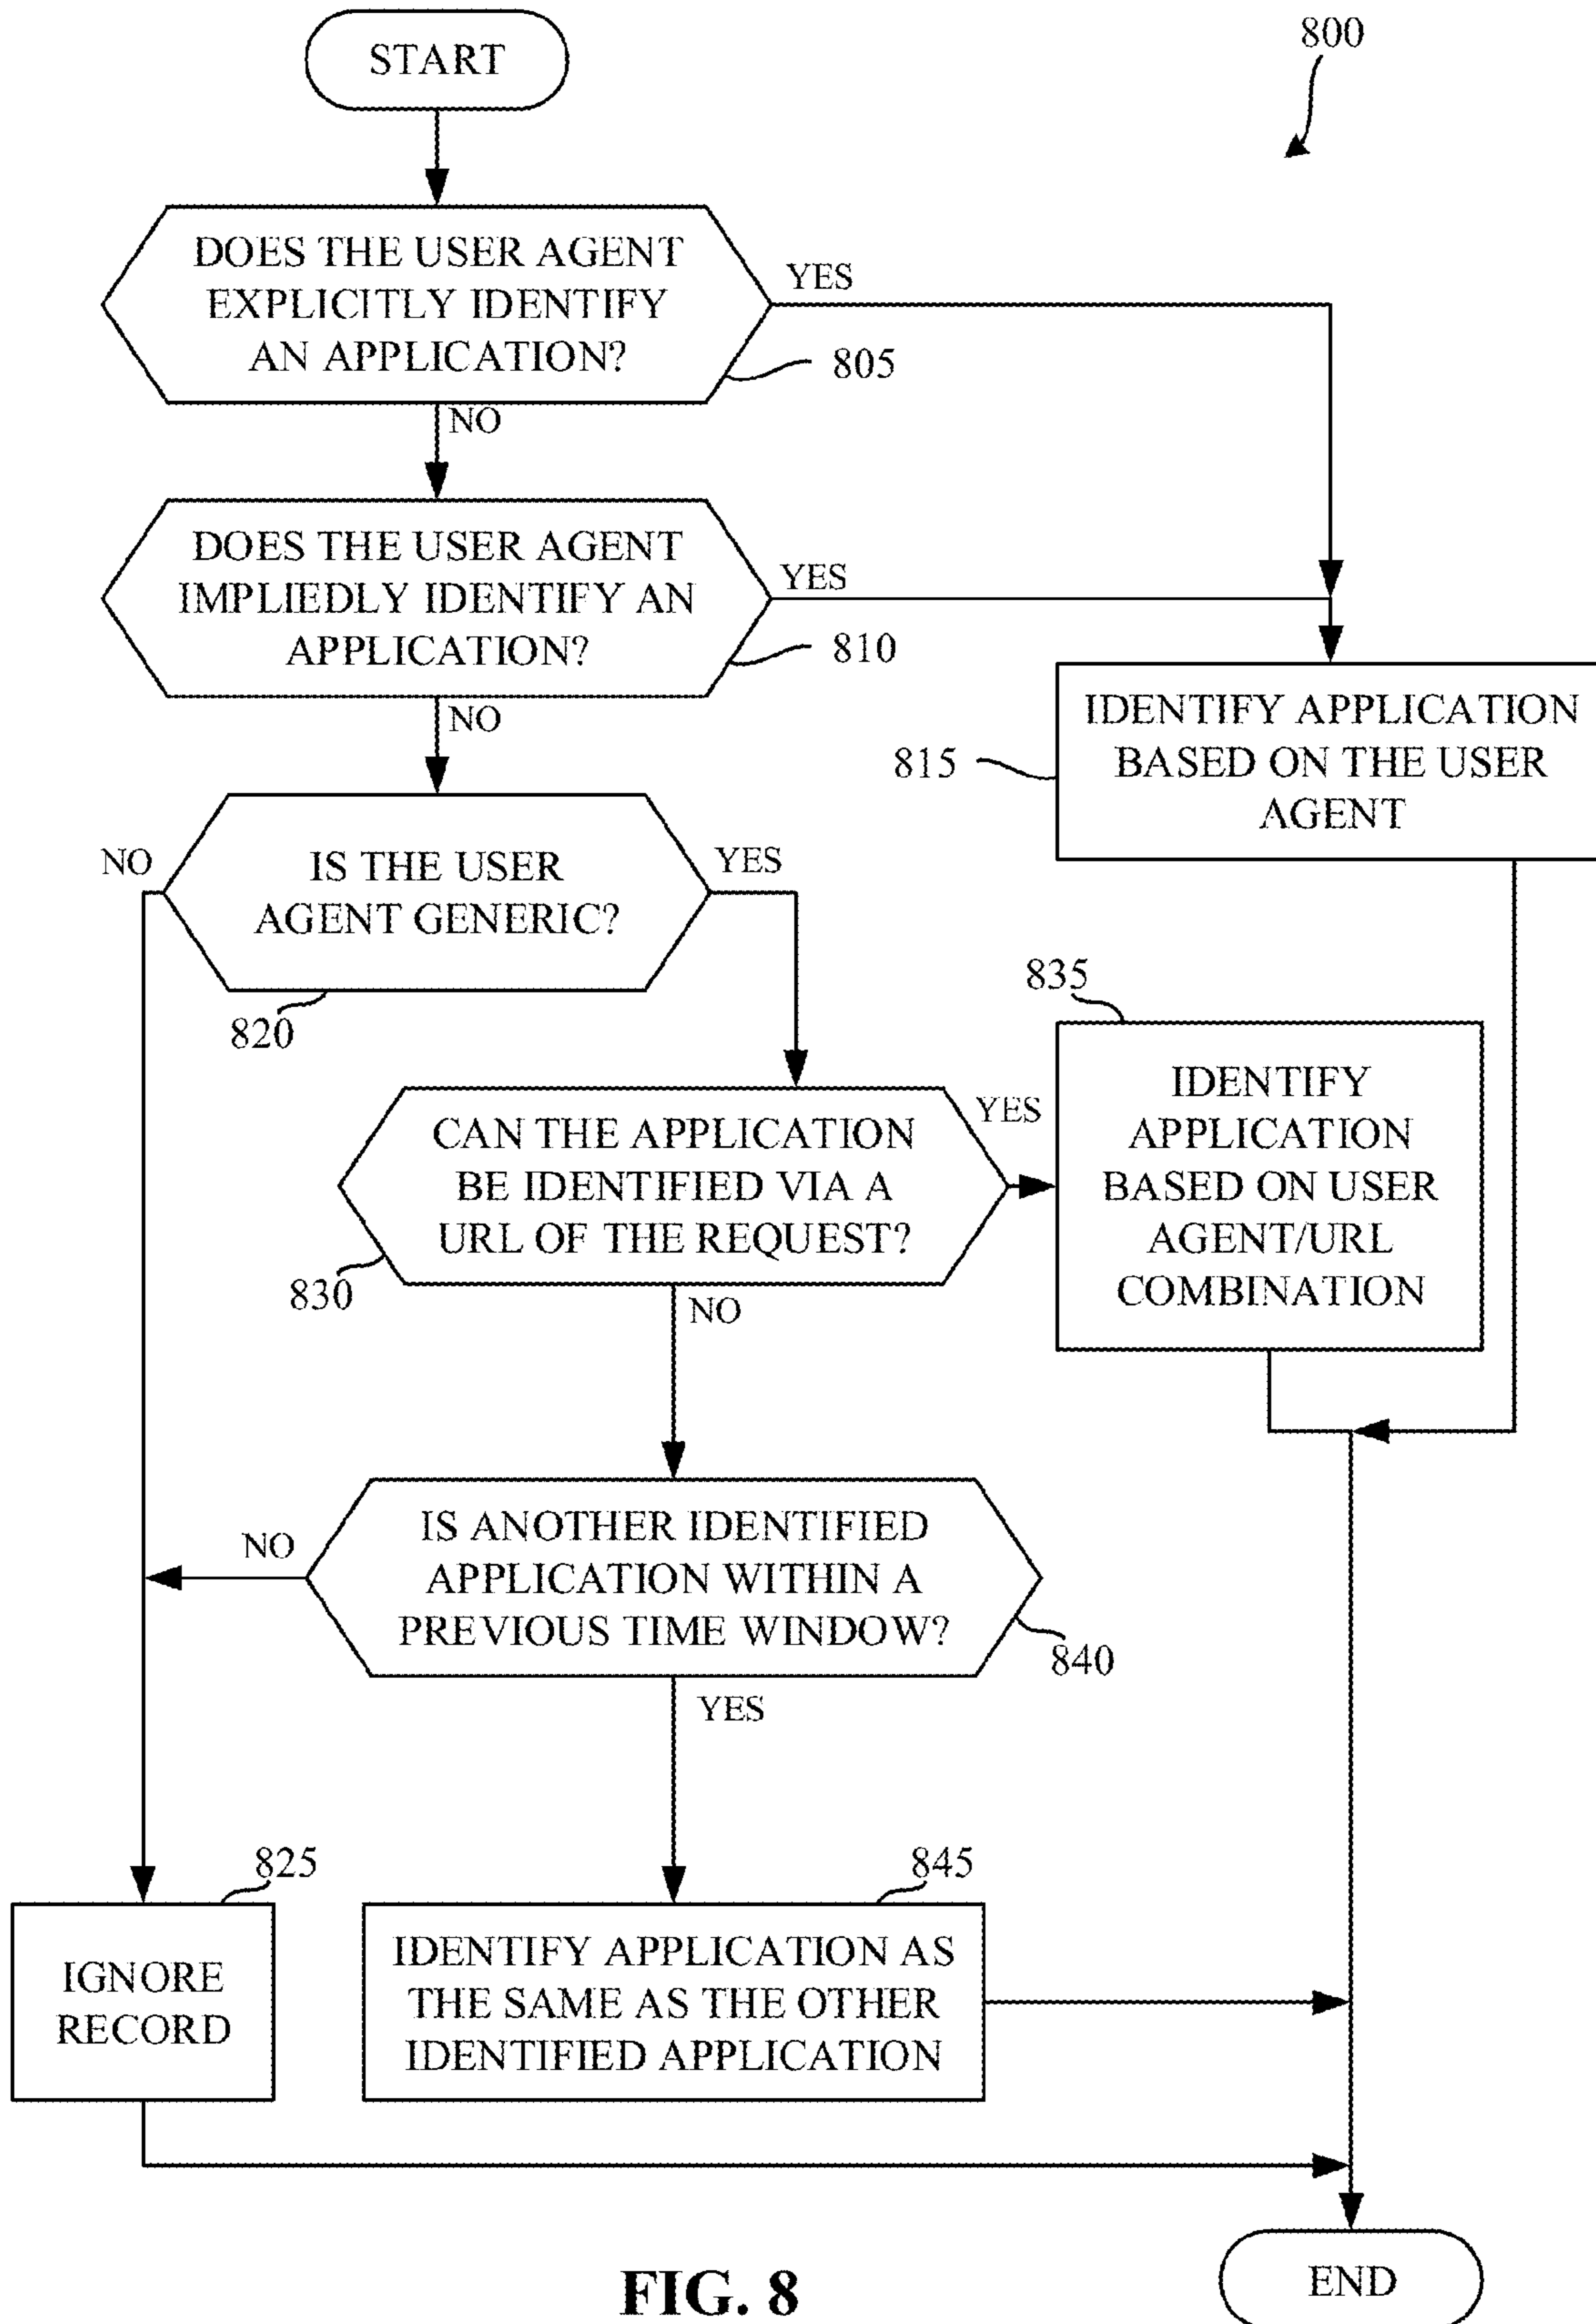 START
800
DOES THE USER AGENT
EXPLICITLY IDENTIFY
AN APPLICATION?
YES
805
NO
DOES THE USER AGENT
IMPLIEDLY IDENTIFY AN
APPLICATION?
YES
810
NO
IDENTIFY APPLICATION
BASED ON THE USER
AGENT
815
NO
IS THE USER
AGENT GENERIC?
YES
820
835
IDENTIFY
APPLICATION
BASED ON USER
AGENT/URL
COMBINATION
CAN THE APPLICATION
BE IDENTIFIED VIA A
URL OF THE REQUEST?
YES
830
NO
IS ANOTHER IDENTIFIED
APPLICATION WITHIN A
PREVIOUS TIME WINDOW?
NO
840
YES
825
IGNORE
RECORD
845
IDENTIFY APPLICATION AS
THE SAME AS THE OTHER
IDENTIFIED APPLICATION
END
FIG. 8